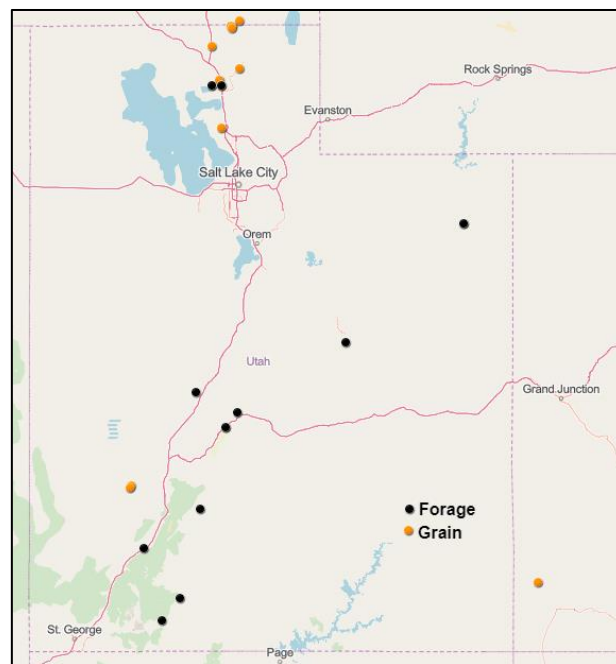 Rock Springs
Evanston
Salt Lake City
Orem
Utah
Grand Junction
Forage
Grain
St. George
Page